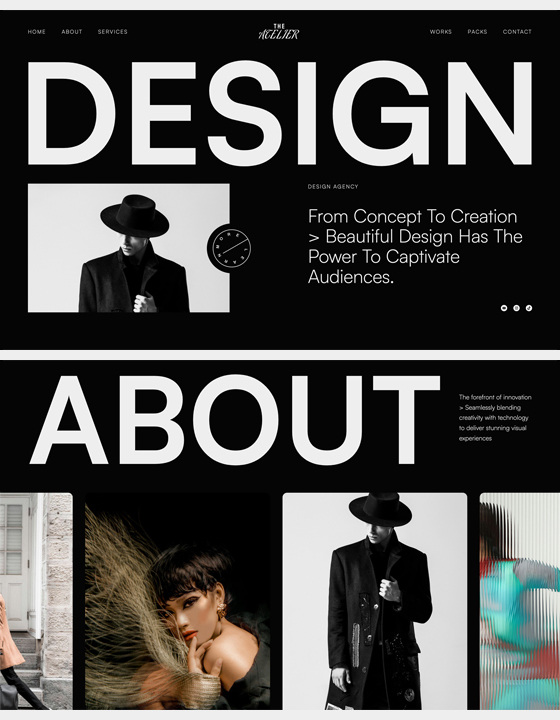 HOME ABOUT SERVICES
THE
ATELIER
WORKS PACKS CONTACT
DESIGN
DESIGN AGENCY
From Concept To Creation
> Beautiful Design Has The
Power To Captivate
Audiences.
LEARN MORE
ABOUT
The forefront of innovation
> Seamlessly blending
creativity with technology
to deliver stunning visual
experiences